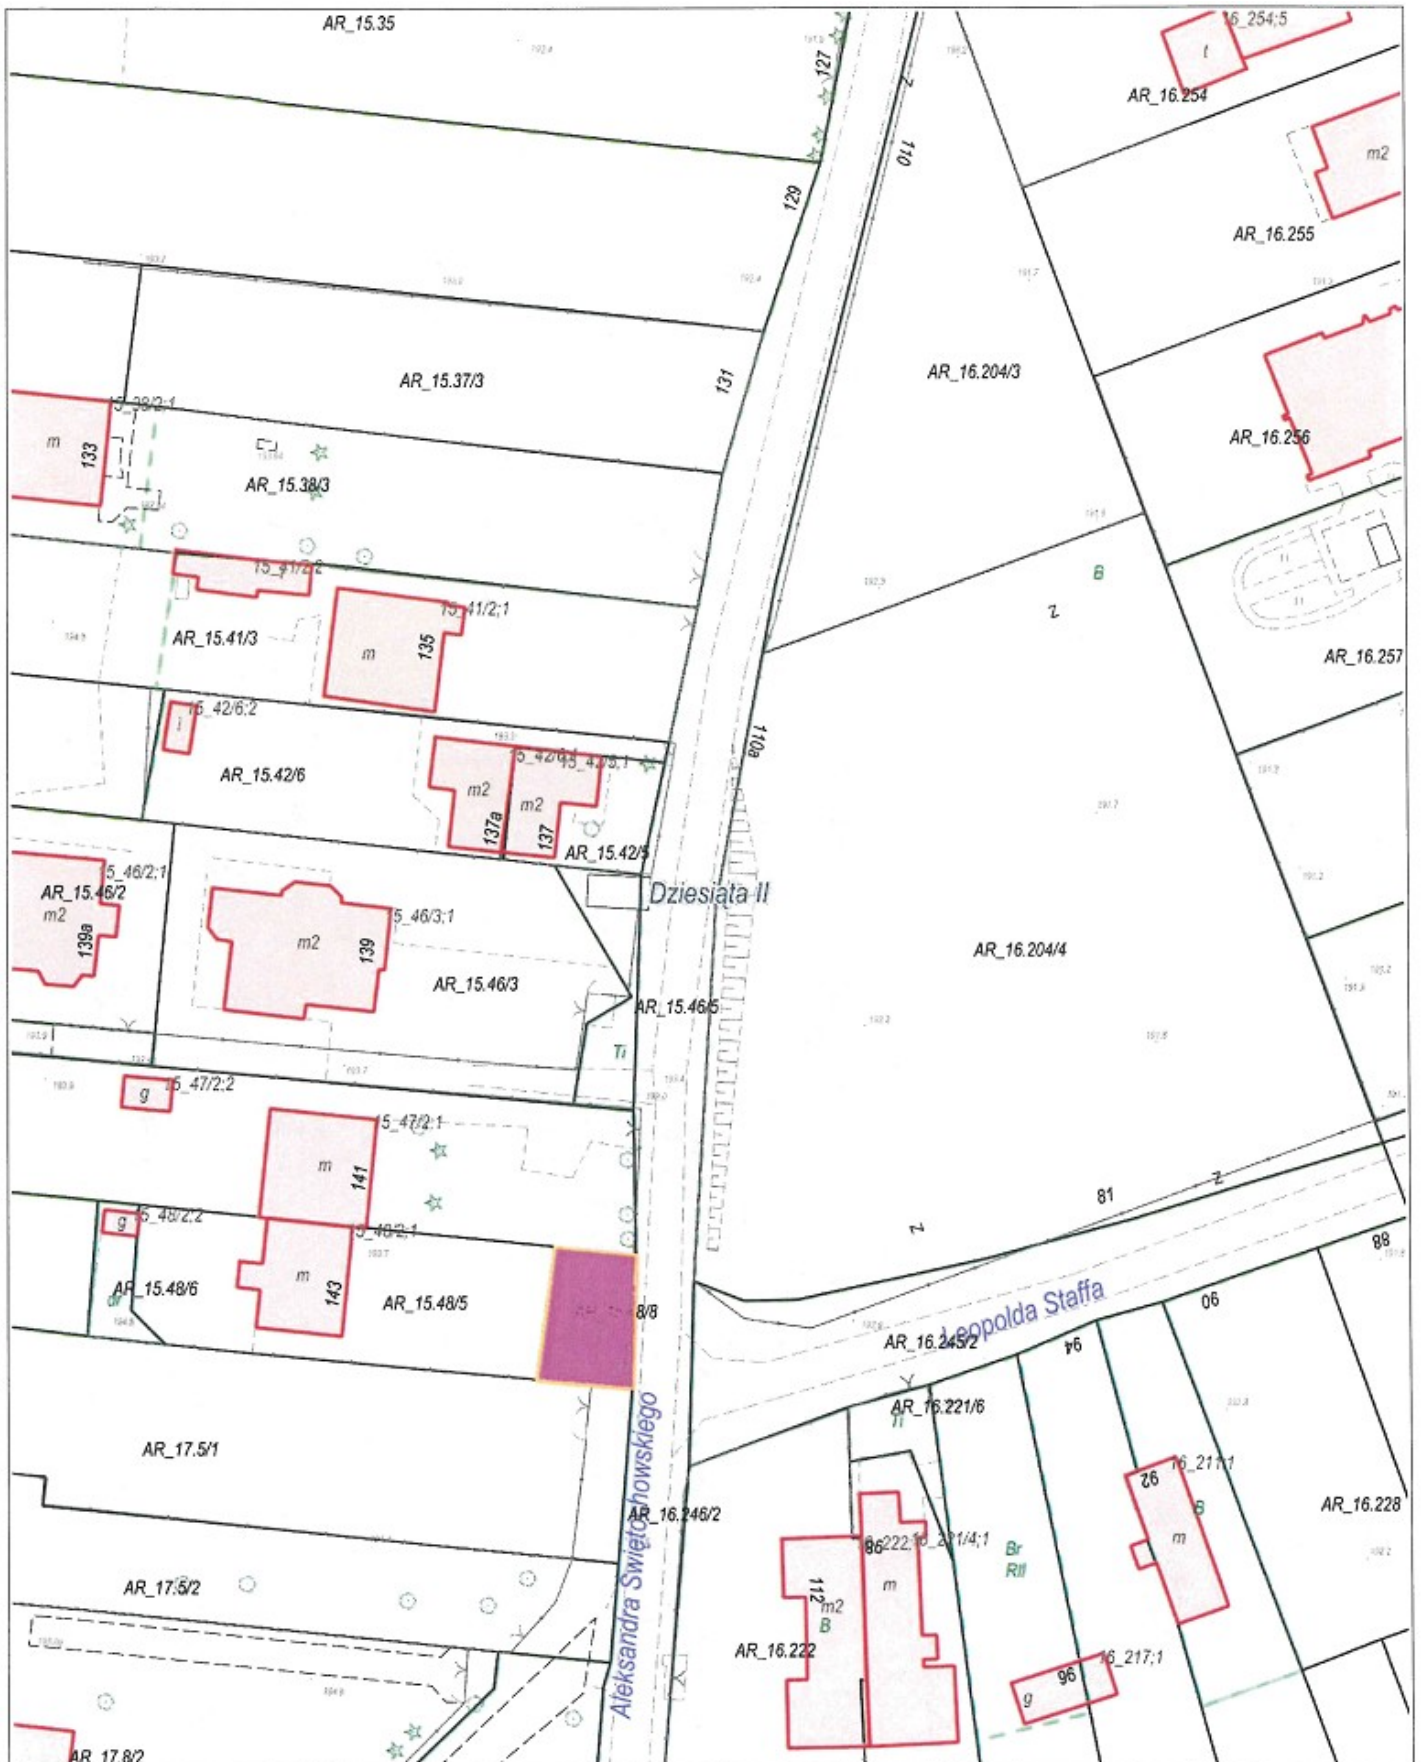 AR_15.35
127
110
Z
AR_16.254
t
m2
129
AR_16.255
131
AR_15.37/3
AR_16.204/3
AR_16.256
m
133
15_38/2;1
AR_15.38/3
B
Z
15_41/2;2
15_41/2;1
AR_15.41/3
m
135
AR_16.257
15_42/6;2
i
110a
AR_15.42/6
m2
137a
m2
137
AR_15.42/5
15_46/2;1
AR_15.46/2
m2
139a
Dziesiąta II
15_46/3;1
m2
139
AR_15.46/3
AR_15.46/5
AR_16.204/4
Ti
g
15_47/2;2
15_47/2;1
m
141
81
Z
Z
88
g
15_48/2;2
15_48/2;1
AR_15.48/6
dr
m
143
AR_15.48/5
8/8
Leopolda Staffa
90
AR_16.245/2
94
AR_16.221/6
Ti
AR_17.5/1
Aleksandra Świętochowskiego
AR_16.246/2
92
16_211;1
B
m
AR_16.228
98
16_221/4;1
Br
RII
AR_17.5/2
112
m2
B
m
AR_16.222
96
16_217;1
g
AR_17.8/2